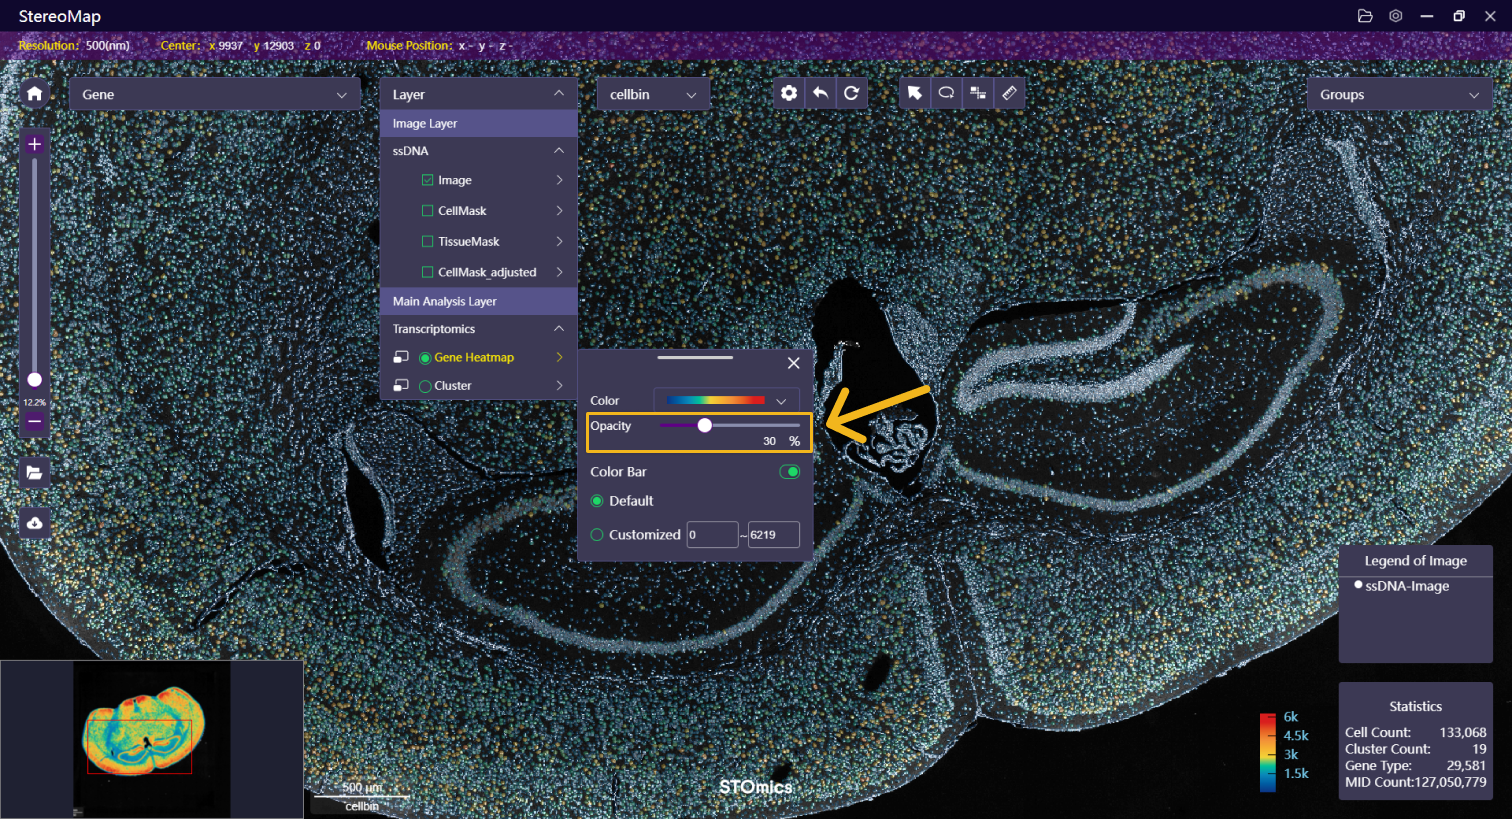 StereoMap
Resolution: 500(nm) Center: x 9937 y 12903 z 0 Mouse Position: x - y - z -
Gene
Layer
cellbin
Groups
Image Layer
ssDNA
Image
CellMask
TissueMask
CellMask_adjusted
Main Analysis Layer
Transcriptomics
Gene Heatmap
Cluster
12.2%
Color
Opacity
30 %
Color Bar
Default
Customized 0 ~ 6219
Legend of Image
ssDNA-Image
Statistics
Cell Count: 133,068
Cluster Count: 19
Gene Type: 29,581
MID Count:127,050,779
6k
4.5k
3k
1.5k
500 μm
cellbin
STOmics